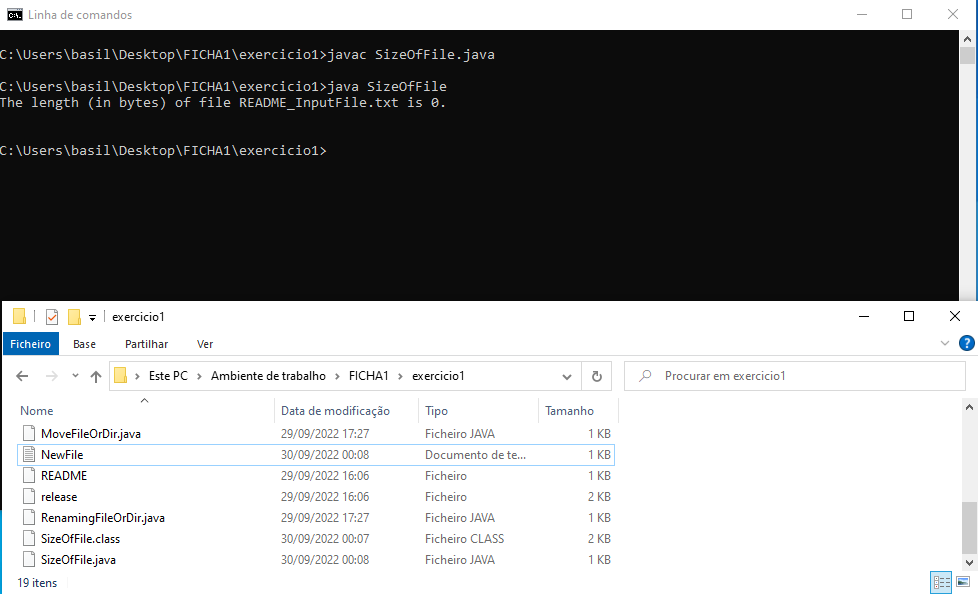 Linha de comandos
C:\Users\basil\Desktop\FICHA1\exercicio1>javac SizeOfFile.java
C:\Users\basil\Desktop\FICHA1\exercicio1>java SizeOfFile
The length (in bytes) of file README_InputFile.txt is 0.
C:\Users\basil\Desktop\FICHA1\exercicio1>
exercicio1
Ficheiro Base Partilhar Ver
Este PC > Ambiente de trabalho > FICHA1 > exercicio1 Procurar em exercicio1
Nome Data de modificação Tipo Tamanho
MoveFileOrDir.java 29/09/2022 17:27 Ficheiro JAVA 1 KB
NewFile 30/09/2022 00:08 Documento de te... 1 KB
README 29/09/2022 16:06 Ficheiro 1 KB
release 29/09/2022 16:06 Ficheiro 2 KB
RenamingFileOrDir.java 29/09/2022 17:27 Ficheiro JAVA 1 KB
SizeOfFile.class 30/09/2022 00:07 Ficheiro CLASS 2 KB
SizeOfFile.java 30/09/2022 00:08 Ficheiro JAVA 1 KB
19 itens